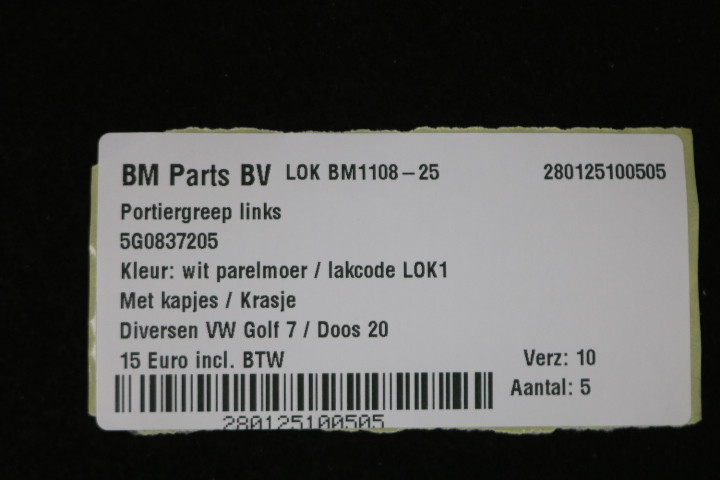 BM Parts BV LOK BM1108-25 280125100505
Portiergreep links
5G0837205
Kleur: wit parelmoer / lakcode LOK1
Met kapjes / Krasje
Diversen VW Golf 7 / Doos 20
15 Euro incl. BTW Verz: 10
Aantal: 5
280125100505